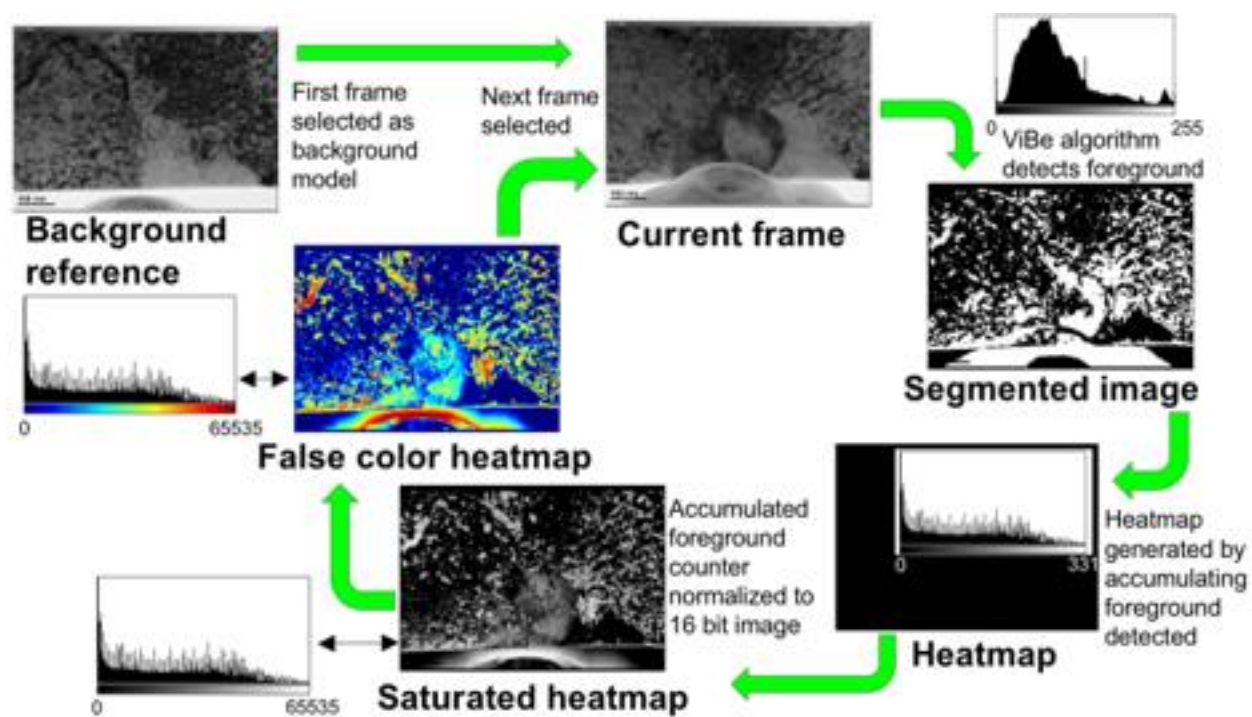 First frame
selected as
background
model
Next frame
selected
0
255
ViBe algorithm
detects foreground
Background
reference
Current frame
Segmented image
0
65535
False color heatmap
Accumulated
foreground
counter
normalized to
16 bit image
0
331
Heatmap
generated by
accumulating
foreground
detected
Heatmap
0
65535
Saturated heatmap